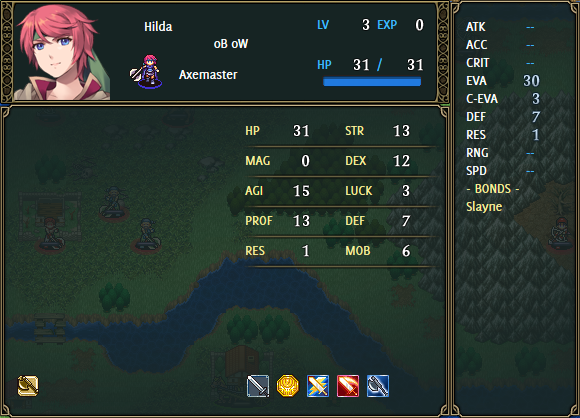 Hilda
LV 3 EXP 0
oB oW
HP 31 / 31
Axemaster
HP 31 STR 13
MAG 0 DEX 12
AGI 15 LUCK 3
PROF 13 DEF 7
RES 1 MOB 6
ATK --
ACC --
CRIT --
EVA 30
C-EVA 3
DEF 7
RES 1
RNG --
SPD --
- BONDS -
Slayne